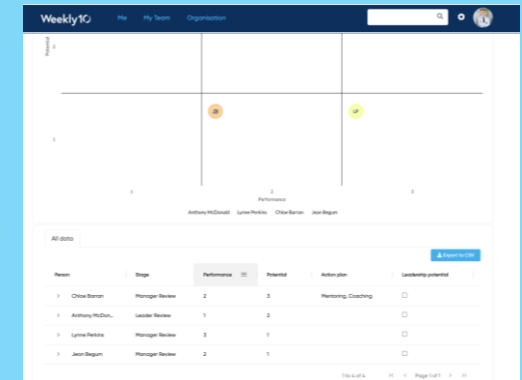 Weekly10 Me My Team Organisation
Potential
2
JB LP
1
1 2 3
Performance
Anthony McDonald Lynne Perkins Chloe Barran Jean Begum
All data
Export to CSV
Person Stage Performance Potential Action plan Leadership potential
Chloe Barran Manager Review 2 3 Mentoring, Coaching
Anthony McDon... Leader Review 1 2
Lynne Perkins Manager Review 3 1
Jean Begum Manager Review 2 1
1 to 4 of 4 Page 1 of 1